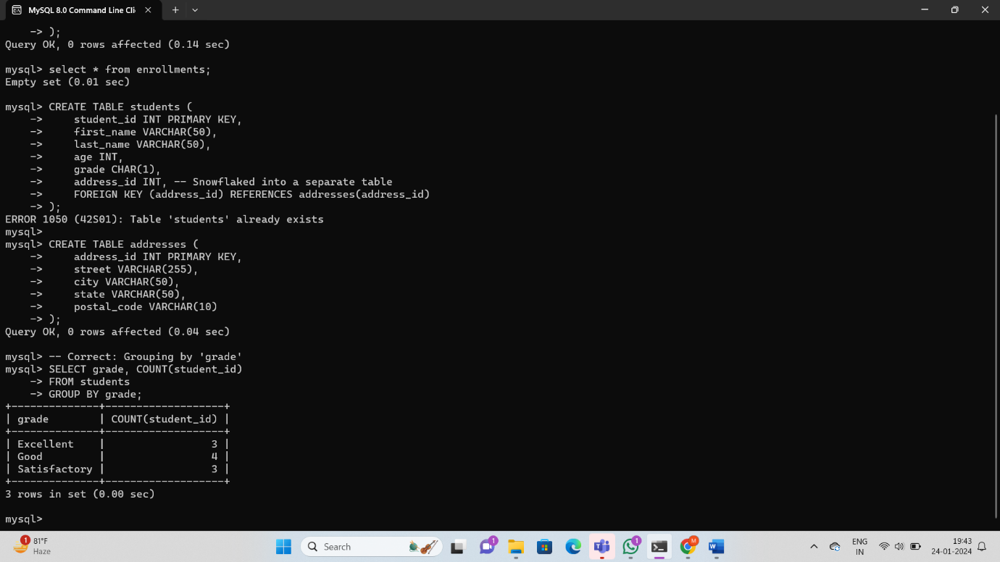 MySQL 8.0 Command Line Cli
    -> );
Query OK, 0 rows affected (0.14 sec)
mysql> select * from enrollments;
Empty set (0.01 sec)
mysql> CREATE TABLE students (
    ->     student_id INT PRIMARY KEY,
    ->     first_name VARCHAR(50),
    ->     last_name VARCHAR(50),
    ->     age INT,
    ->     grade CHAR(1),
    ->     address_id INT, -- Snowflaked into a separate table
    ->     FOREIGN KEY (address_id) REFERENCES addresses(address_id)
    -> );
ERROR 1050 (42S01): Table 'students' already exists
mysql>
mysql> CREATE TABLE addresses (
    ->     address_id INT PRIMARY KEY,
    ->     street VARCHAR(255),
    ->     city VARCHAR(50),
    ->     state VARCHAR(50),
    ->     postal_code VARCHAR(10)
    -> );
Query OK, 0 rows affected (0.04 sec)
mysql> -- Correct: Grouping by 'grade'
mysql> SELECT grade, COUNT(student_id)
    -> FROM students
    -> GROUP BY grade;
+--------------+-------------------+
| grade        | COUNT(student_id) |
+--------------+-------------------+
| Excellent    |                 3 |
| Good         |                 4 |
| Satisfactory |                 3 |
+--------------+-------------------+
3 rows in set (0.00 sec)
mysql>
1
81°F
Haze
Search
1
1
M
ENG
IN
19:43
24-01-2024